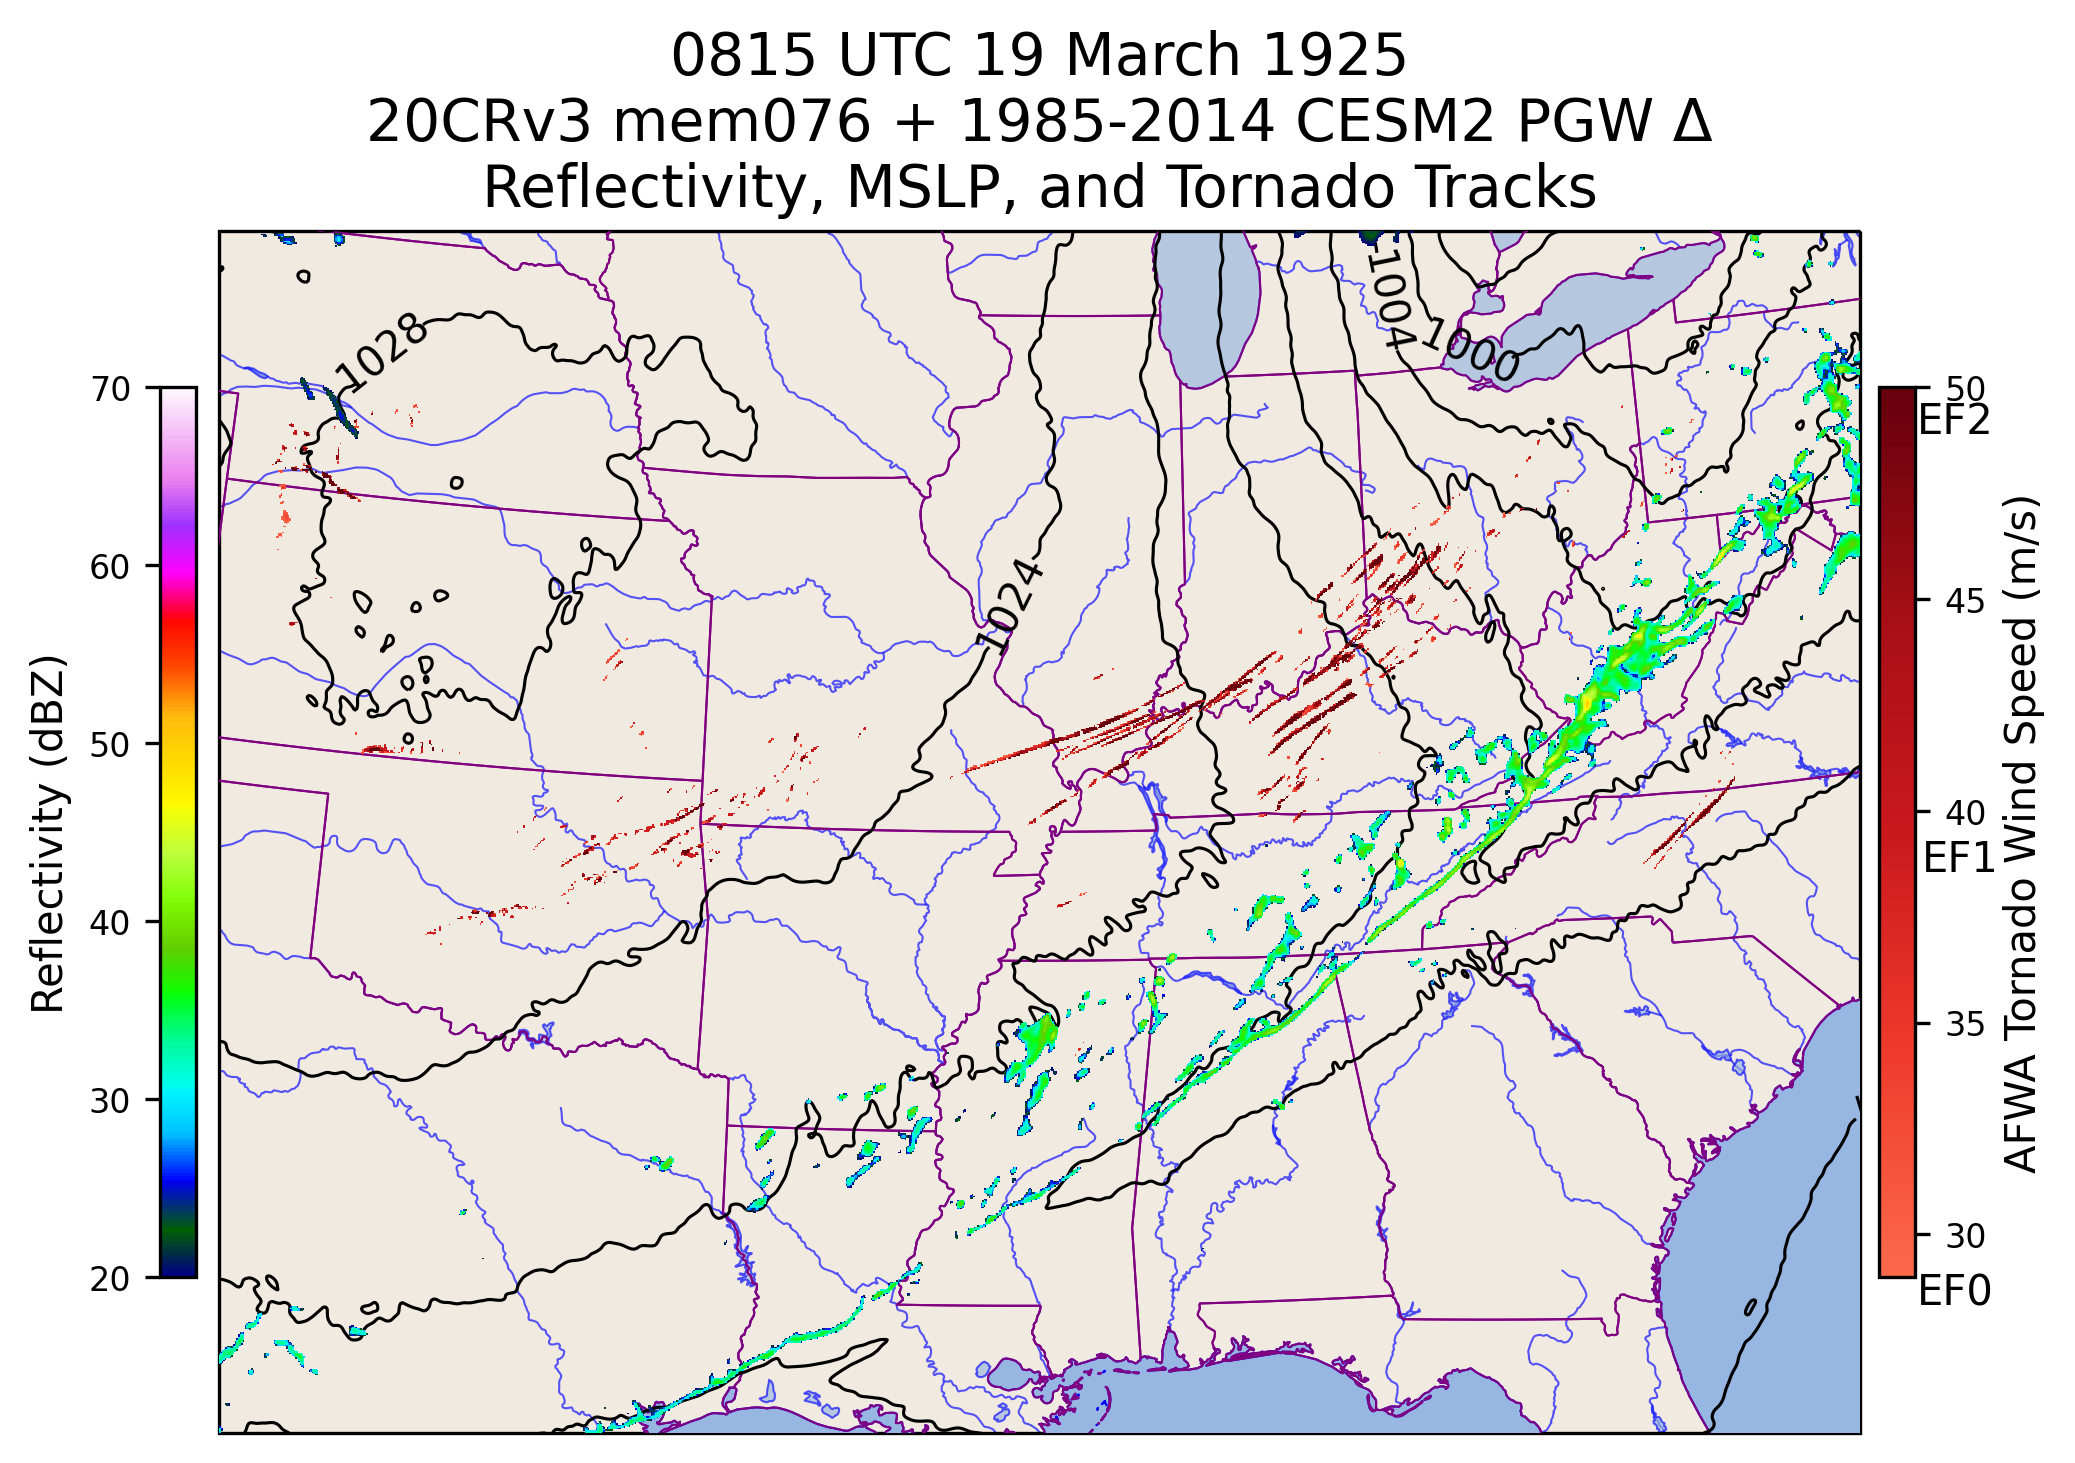 0815 UTC 19 March 1925
20CRv3 mem076 + 1985-2014 CESM2 PGW Δ
Reflectivity, MSLP, and Tornado Tracks
1028
1004
1000
1024
70
60
50
40
30
20
Reflectivity (dBZ)
50
EF2
45
40
EF1
35
30
EF0
AFWA Tornado Wind Speed (m/s)